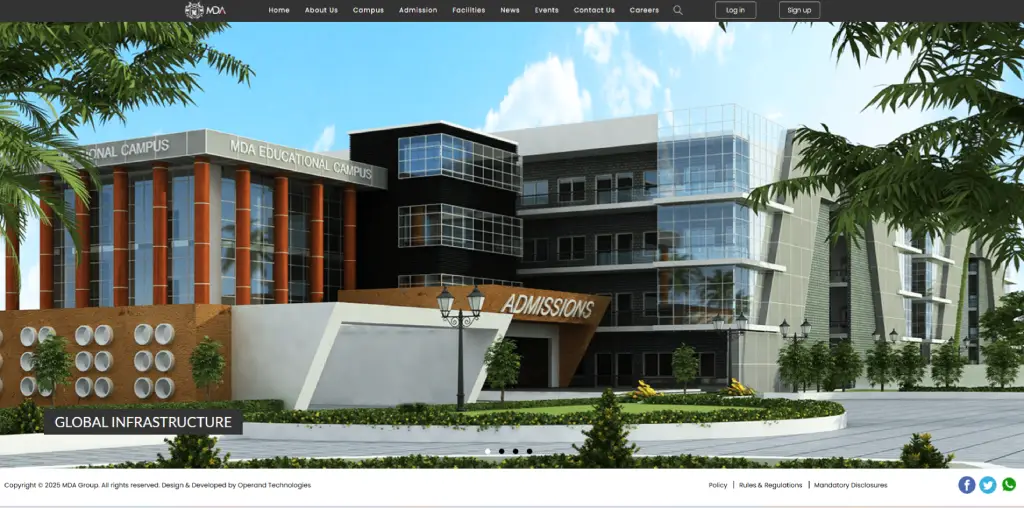 MDA
Home
About Us
Campus
Admission
Facilities
News
Events
Contact Us
Careers
Log in
Sign up
ONAL CAMPUS
MDA EDUCATIONAL CAMPUS
ADMISSIONS
GLOBAL INFRASTRUCTURE
Copyright © 2025 MDA Group. All rights reserved. Design & Developed by Operand Technologies
Policy | Rules & Regulations | Mandatory Disclosures